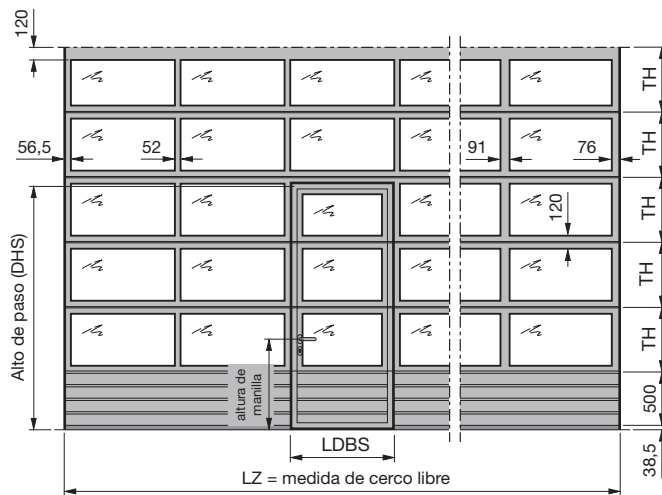 120
TH
56,5
52
91
76
TH
Alto de paso (DHS)
120
TH
TH
altura de
manilla
TH
500
LDBS
38,5
LZ = medida de cerco libre